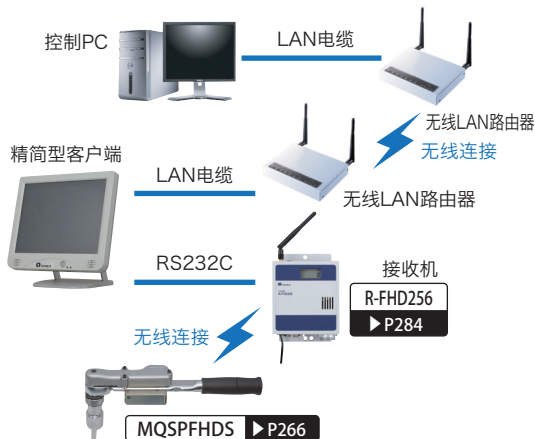 控制PC
LAN电缆
无线LAN路由器
无线连接
精简型客户端
LAN电缆
无线LAN路由器
RS232C
接收机
R-FHD256
▶P284
无线连接
MQSPFHDS ▶P266